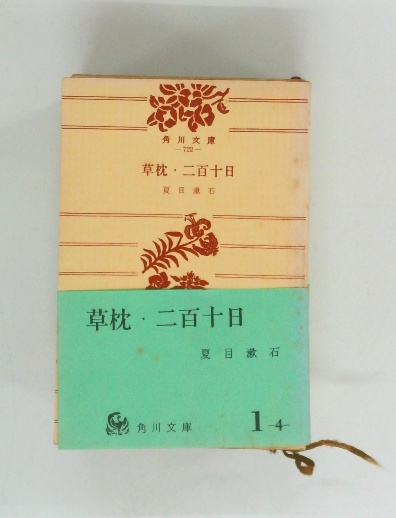 角川文庫
—722—
草枕・二百十日
夏目漱石
草枕・二百十日
夏目漱石
角川文庫
1-4-